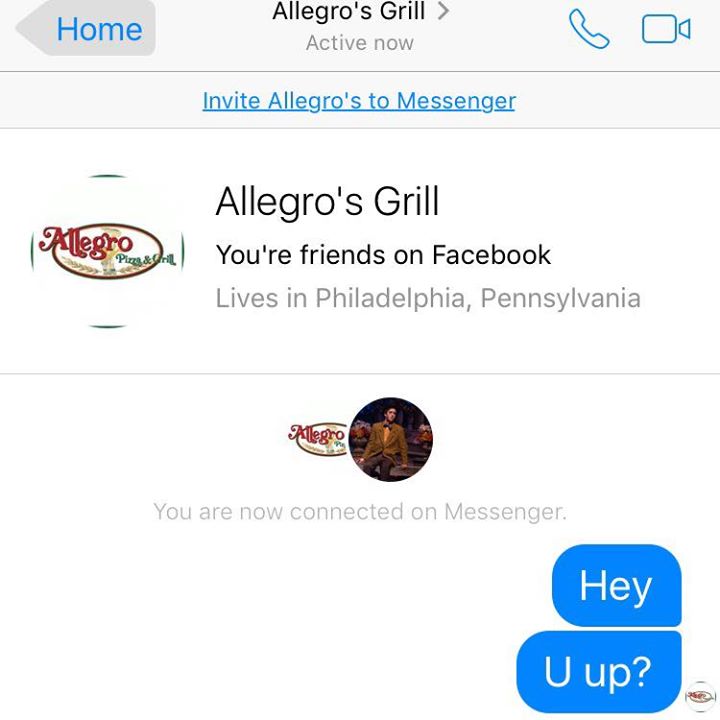 Home
Allegro's Grill
Active now
Invite Allegro's to Messenger
Allegro
Pizza & Grill
Allegro's Grill
You're friends on Facebook
Lives in Philadelphia, Pennsylvania
Allegro
You are now connected on Messenger.
Hey
U up?
Allegro